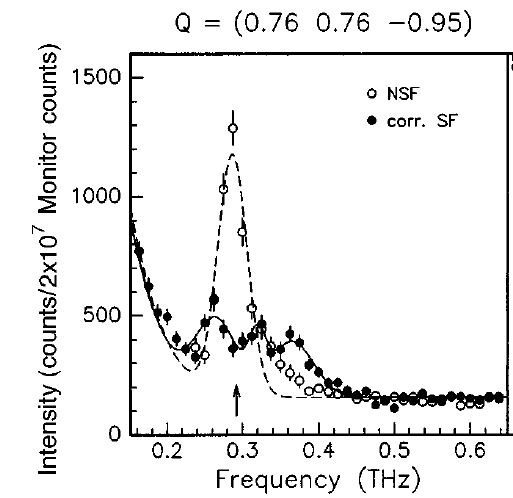 Q = (0.76 0.76 −0.95)
Intensity (counts/2x10⁷ Monitor counts)
1500
1000
500
0
NSF
corr. SF
0.2 0.3 0.4 0.5 0.6
Frequency (THz)